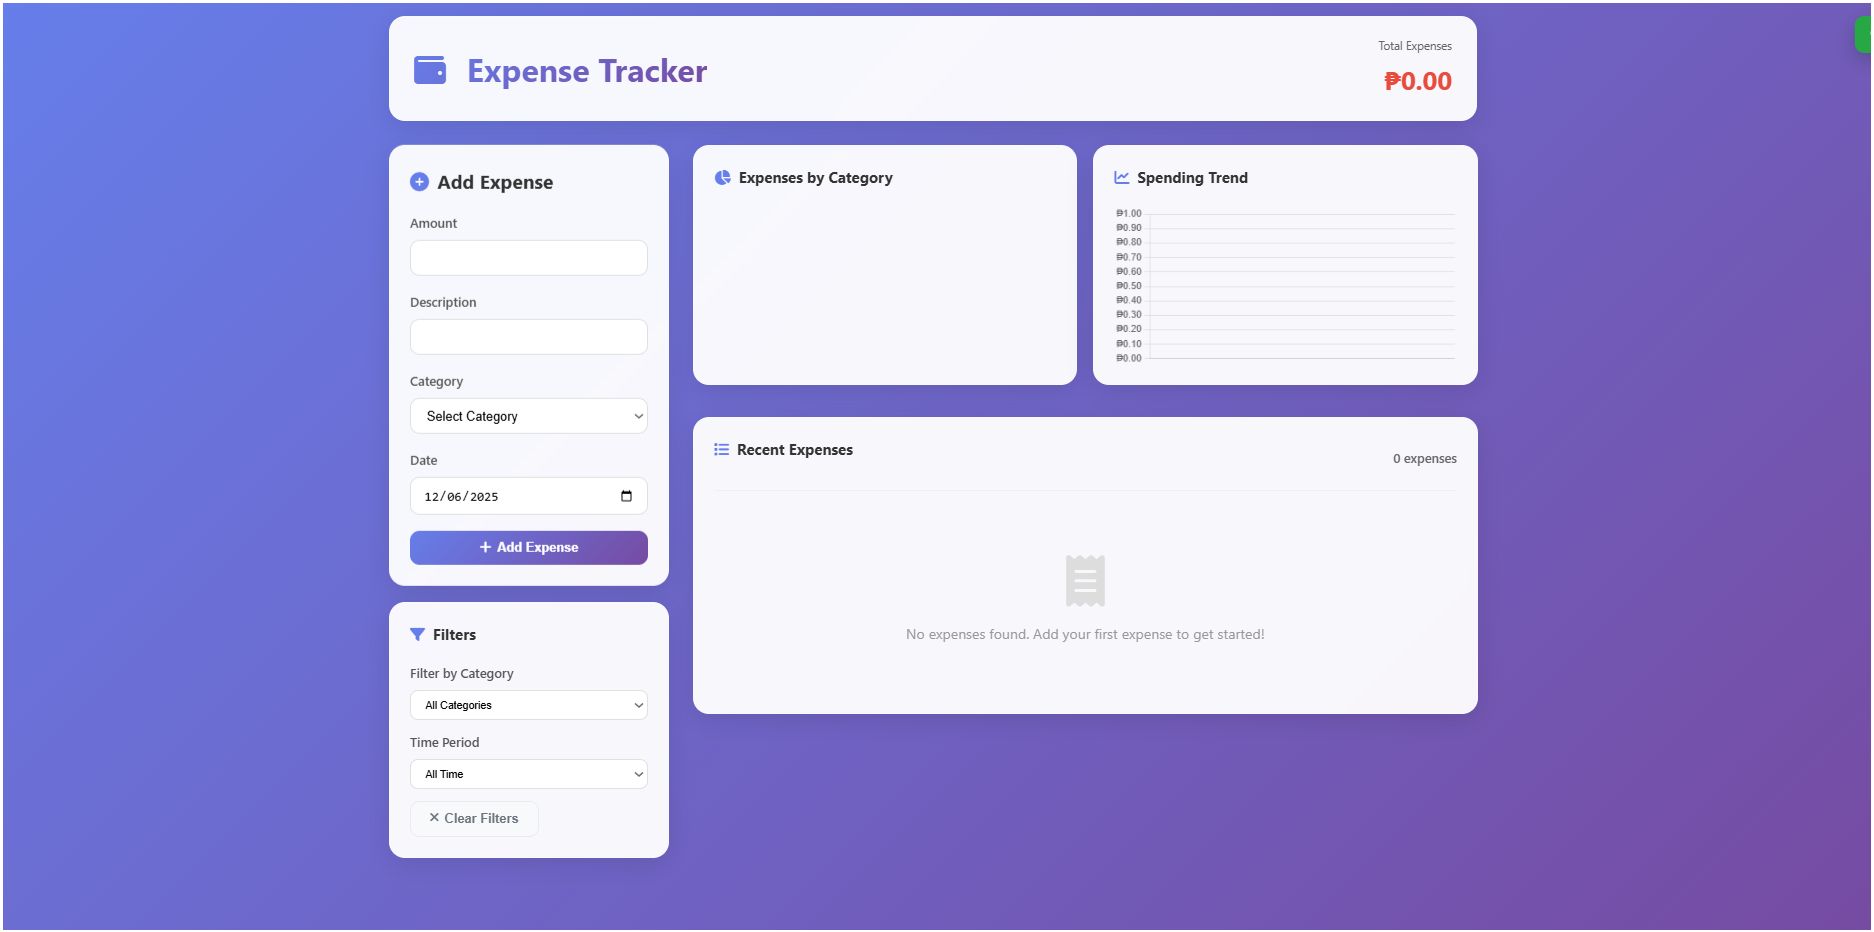 Expense Tracker
Total Expenses
₱0.00
Add Expense
Amount
Description
Category
Select Category
Date
12/06/2025
+ Add Expense
Filters
Filter by Category
All Categories
Time Period
All Time
✕ Clear Filters
Expenses by Category
Spending Trend
₱1.00
₱0.90
₱0.80
₱0.70
₱0.60
₱0.50
₱0.40
₱0.30
₱0.20
₱0.10
₱0.00
Recent Expenses
0 expenses
No expenses found. Add your first expense to get started!